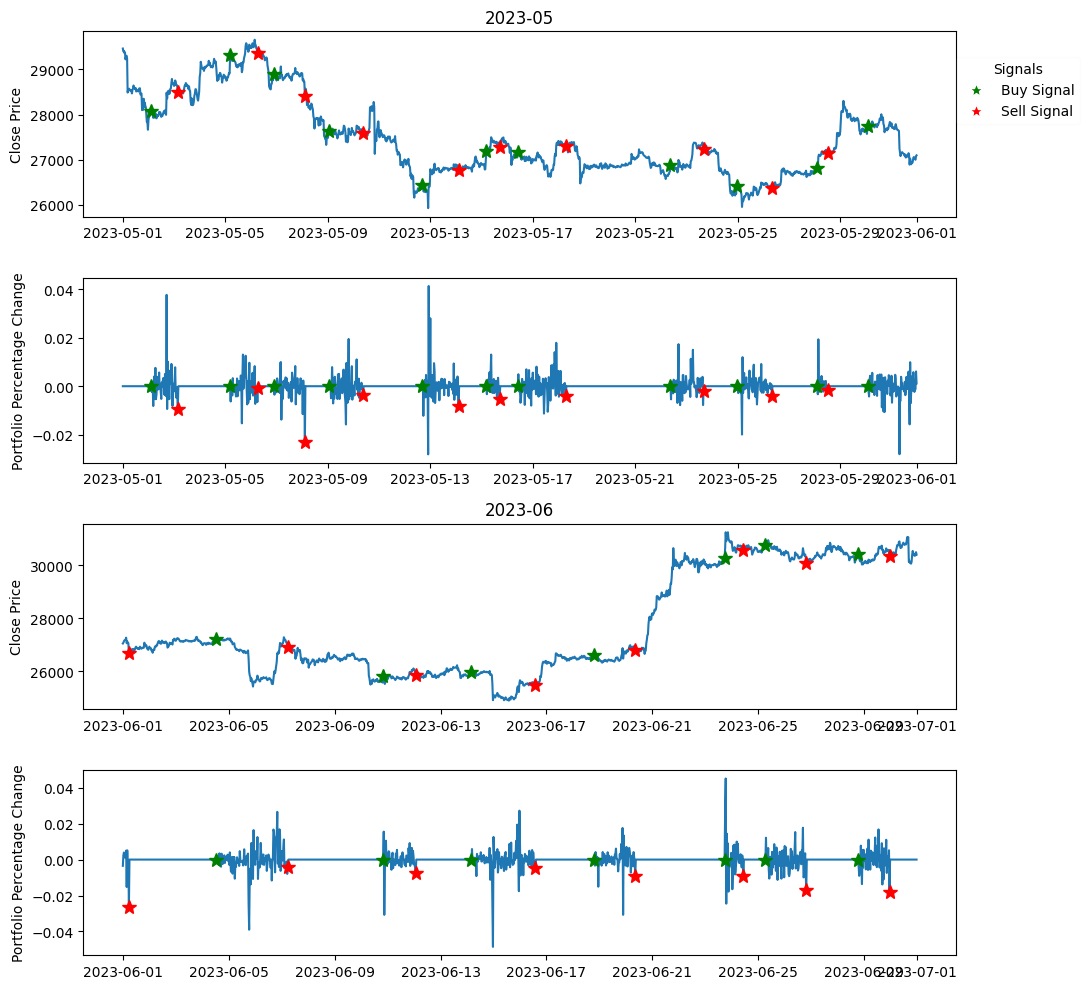 2023-05
Close Price
29000
28000
27000
26000
2023-05-01 2023-05-05 2023-05-09 2023-05-13 2023-05-17 2023-05-21 2023-05-25 2023-05-29 2023-06-01
Signals
Buy Signal
Sell Signal
Portfolio Percentage Change
0.04
0.02
0.00
−0.02
2023-05-01 2023-05-05 2023-05-09 2023-05-13 2023-05-17 2023-05-21 2023-05-25 2023-05-29 2023-06-01
2023-06
Close Price
30000
28000
26000
2023-06-01 2023-06-05 2023-06-09 2023-06-13 2023-06-17 2023-06-21 2023-06-25 2023-06-29 2023-07-01
Portfolio Percentage Change
0.04
0.02
0.00
−0.02
−0.04
2023-06-01 2023-06-05 2023-06-09 2023-06-13 2023-06-17 2023-06-21 2023-06-25 2023-06-29 2023-07-01